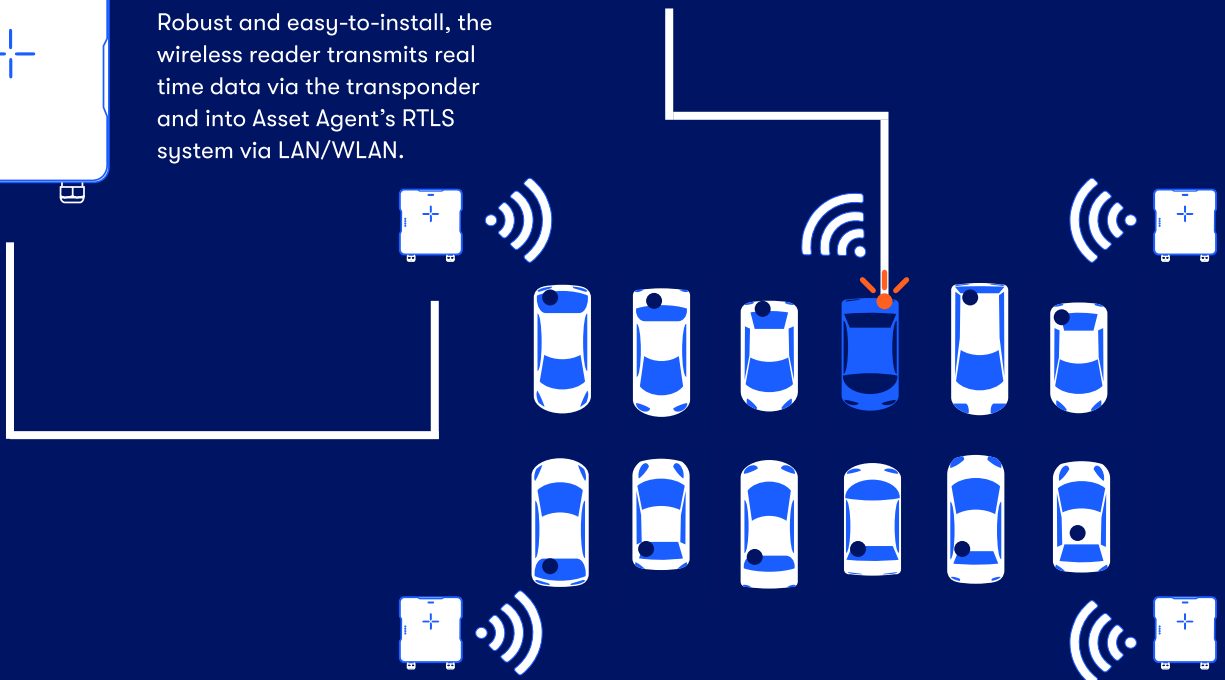 Robust and easy-to-install, the
wireless reader transmits real
time data via the transponder
and into Asset Agent’s RTLS
system via LAN/WLAN.